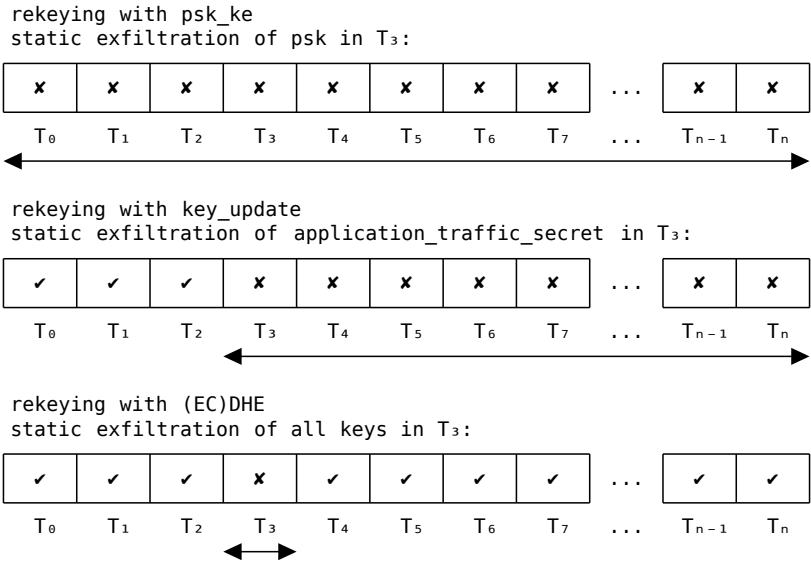 rekeying with psk_ke
static exfiltration of psk in T₃:
✘ ✘ ✘ ✘ ✘ ✘ ✘ ✘ ... ✘ ✘
T₀ T₁ T₂ T₃ T₄ T₅ T₆ T₇ ... Tₙ₋₁ Tₙ
rekeying with key_update
static exfiltration of application_traffic_secret in T₃:
✔ ✔ ✔ ✘ ✘ ✘ ✘ ✘ ... ✘ ✘
T₀ T₁ T₂ T₃ T₄ T₅ T₆ T₇ ... Tₙ₋₁ Tₙ
rekeying with (EC)DHE
static exfiltration of all keys in T₃:
✔ ✔ ✔ ✘ ✔ ✔ ✔ ✔ ... ✔ ✔
T₀ T₁ T₂ T₃ T₄ T₅ T₆ T₇ ... Tₙ₋₁ Tₙ